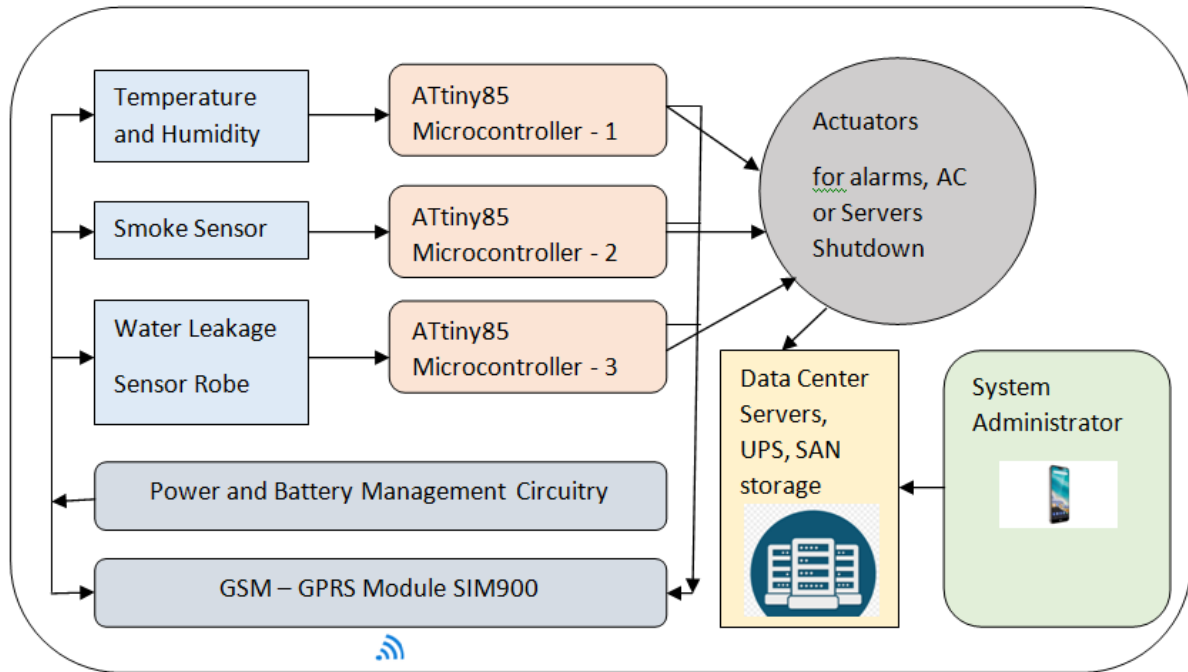 Temperature
and Humidity
ATtiny85
Microcontroller - 1
Actuators
for alarms, AC
or Servers
Shutdown
Smoke Sensor
ATtiny85
Microcontroller - 2
Water Leakage
Sensor Robe
ATtiny85
Microcontroller - 3
Data Center
Servers,
UPS, SAN
storage
System
Administrator
Power and Battery Management Circuitry
GSM – GPRS Module SIM900